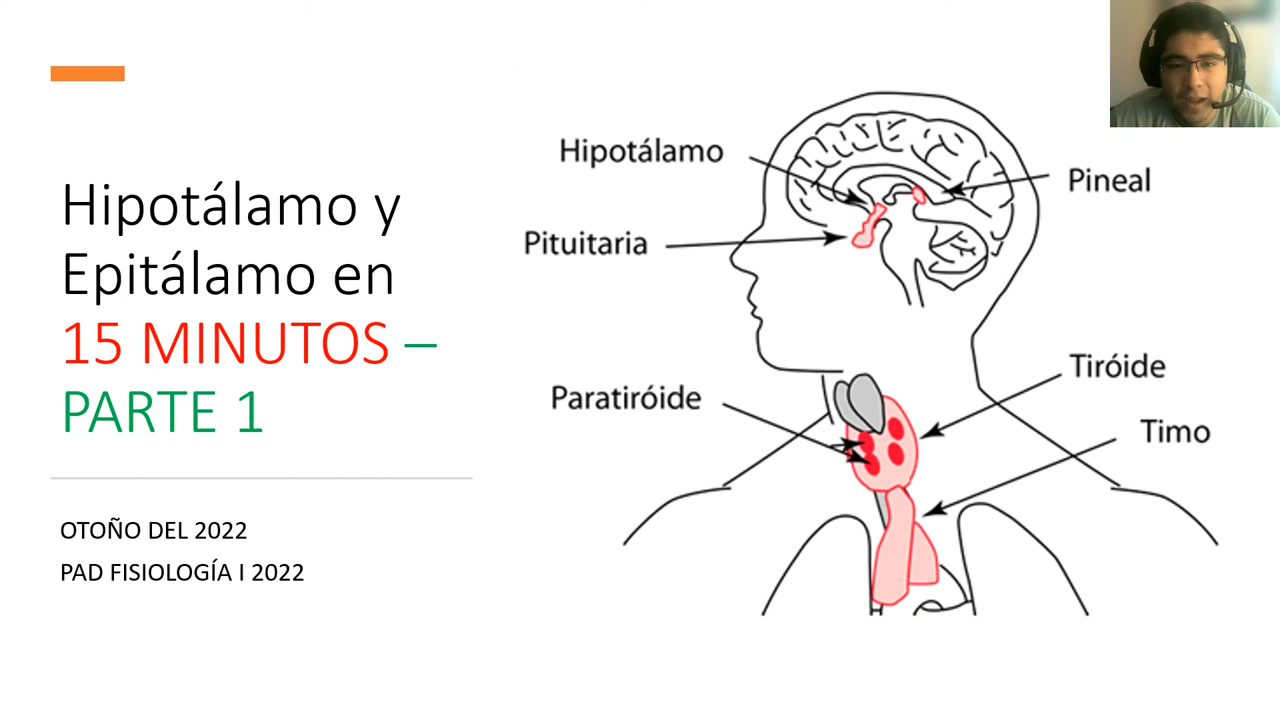 Hipotálamo y
Epitálamo en
15 MINUTOS –
PARTE 1
OTOÑO DEL 2022
PAD FISIOLOGÍA I 2022
Hipotálamo
Pineal
Pituitaria
Tiróide
Paratiróide
Timo